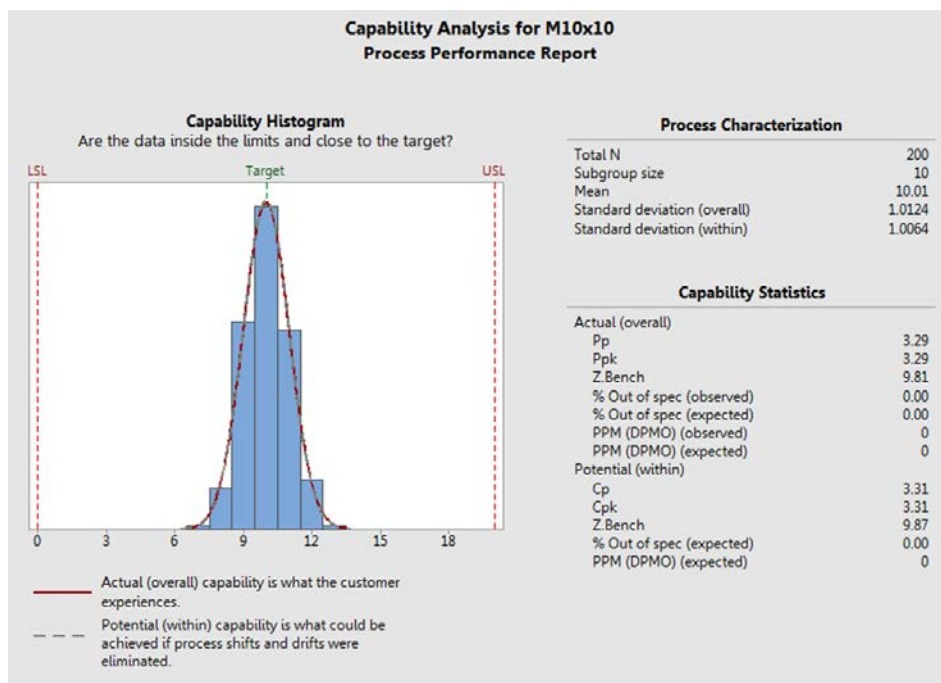 Capability Analysis for M10x10
Process Performance Report
Capability Histogram
Are the data inside the limits and close to the target?
LSL Target USL
0 3 6 9 12 15 18
Actual (overall) capability is what the customer
experiences.
Potential (within) capability is what could be
achieved if process shifts and drifts were
eliminated.
Process Characterization
Total N 200
Subgroup size 10
Mean 10.01
Standard deviation (overall) 1.0124
Standard deviation (within) 1.0064
Capability Statistics
Actual (overall)
Pp 3.29
Ppk 3.29
Z.Bench 9.81
% Out of spec (observed) 0.00
% Out of spec (expected) 0.00
PPM (DPMO) (observed) 0
PPM (DPMO) (expected) 0
Potential (within)
Cp 3.31
Cpk 3.31
Z.Bench 9.87
% Out of spec (expected) 0.00
PPM (DPMO) (expected) 0